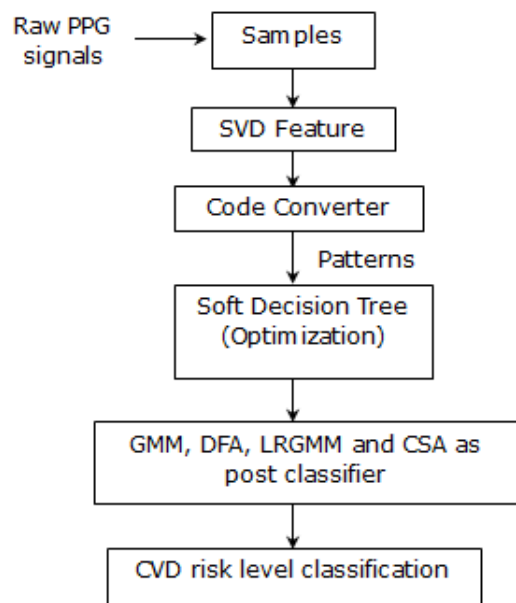 Raw PPG
signals
Samples
SVD Feature
Code Converter
Patterns
Soft Decision Tree
(Optimization)
GMM, DFA, LRGMM and CSA as
post classifier
CVD risk level classification